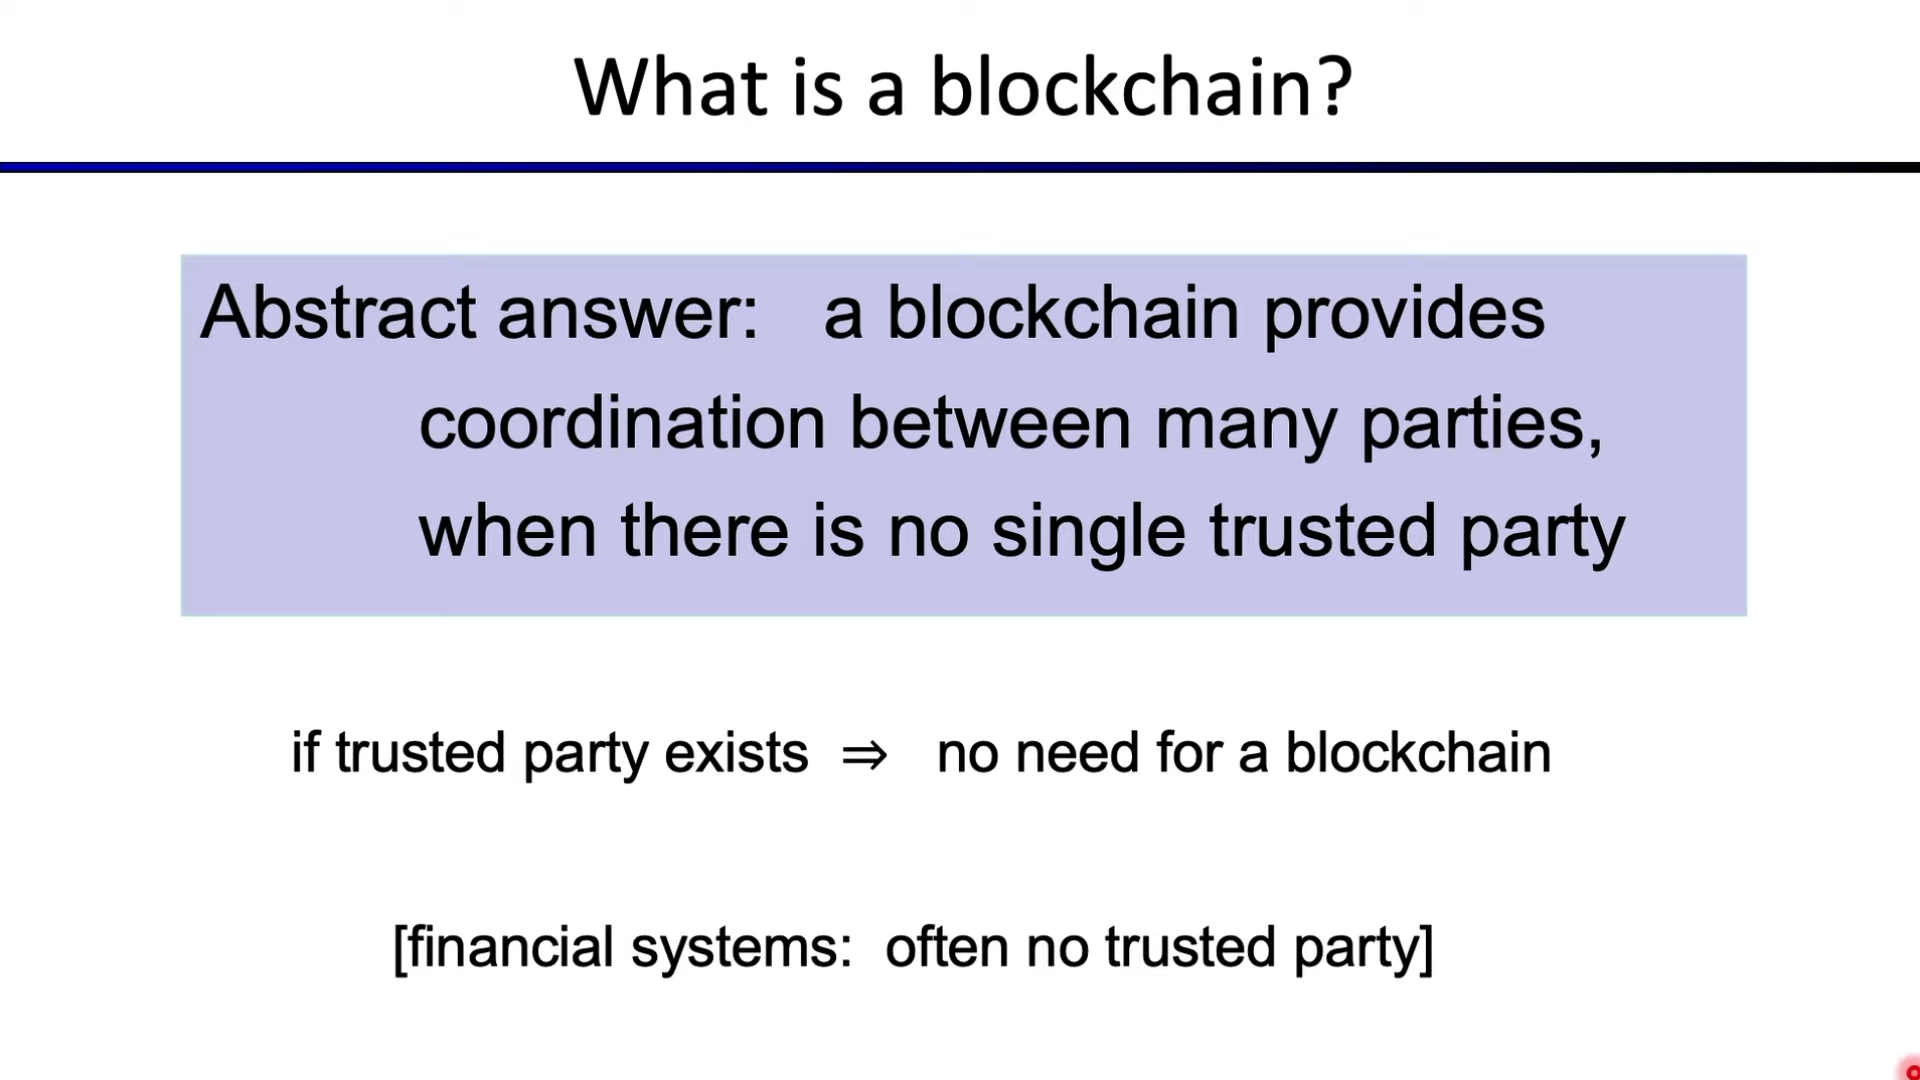 What is a blockchain?
Abstract answer: a blockchain provides
coordination between many parties,
when there is no single trusted party
if trusted party exists ⇒ no need for a blockchain
[financial systems: often no trusted party]